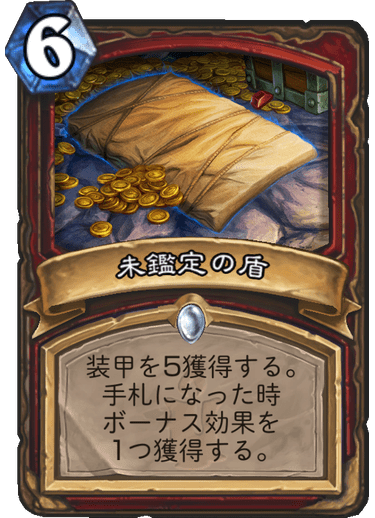 6
未鑑定の盾
装甲を5獲得する。
手札になった時
ボーナス効果を
1つ獲得する。